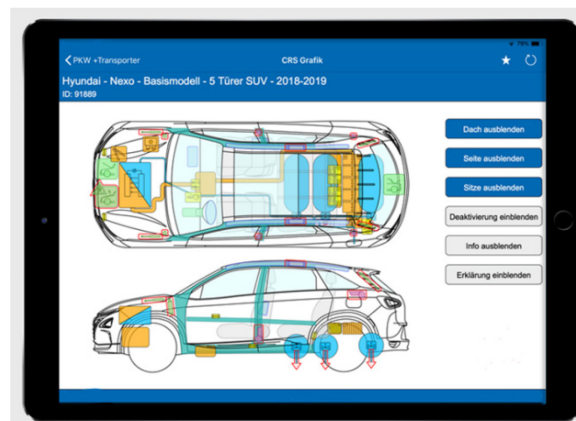 79%
PKW +Transporter
CRS Grafik
Hyundai - Nexo - Basismodell - 5 Türer SUV - 2018-2019
ID: 91889
Dach ausblenden
Seite ausblenden
Sitze ausblenden
Deaktivierung einblenden
Info ausblenden
Erklärung einblenden